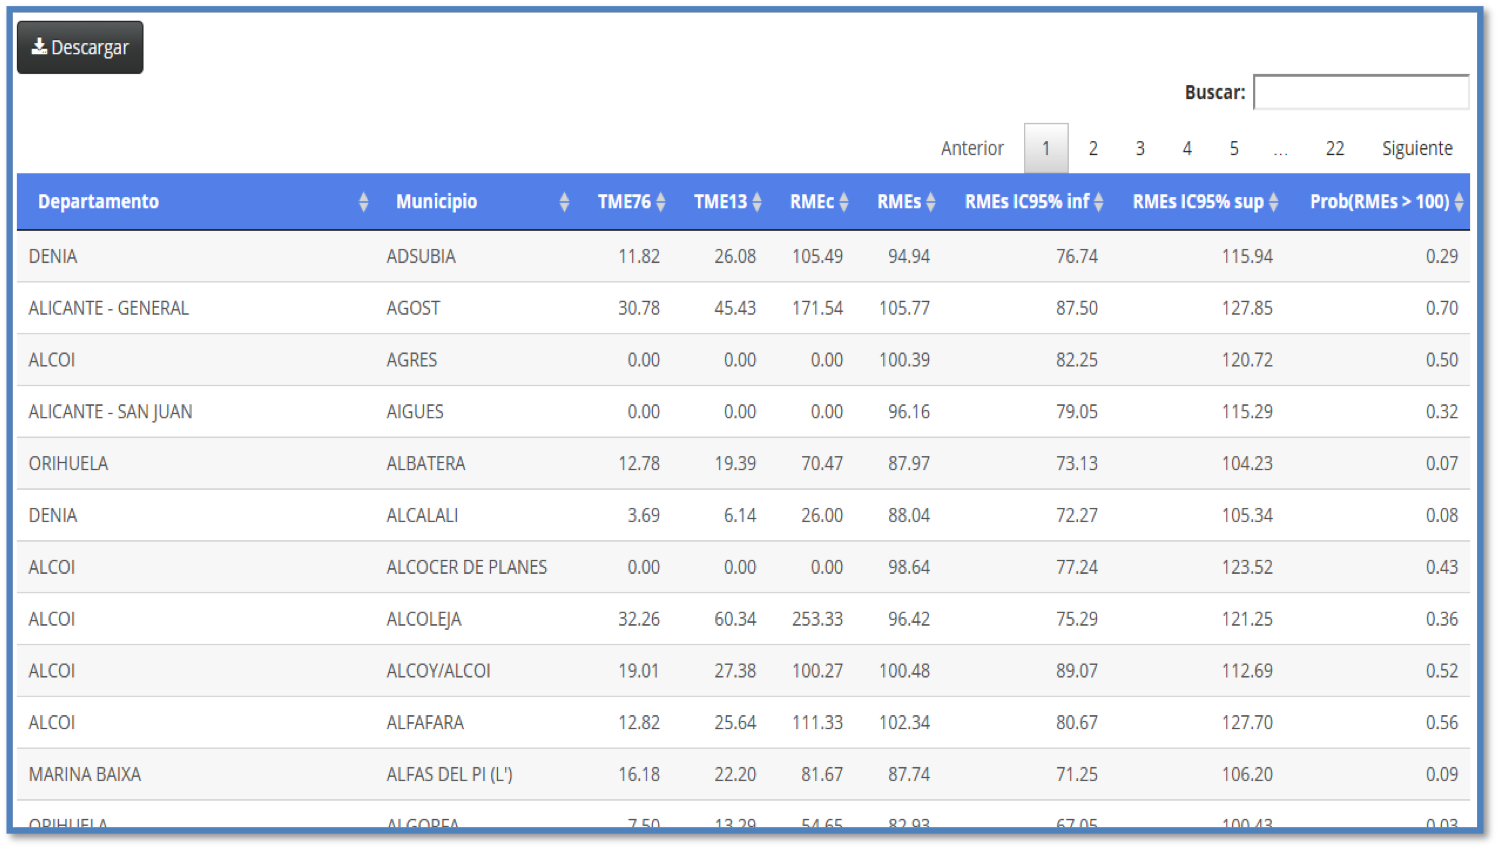 Descargar
Buscar:
Anterior 1 2 3 4 5 ... 22 Siguiente
Departamento Municipio TME76 TME13 RMEc RMEs RMEs IC95% inf RMEs IC95% sup Prob(RMEs > 100)
DENIA ADSUBIA 11.82 26.08 105.49 94.94 76.74 115.94 0.29
ALICANTE - GENERAL AGOST 30.78 45.43 171.54 105.77 87.50 127.85 0.70
ALCOI AGRES 0.00 0.00 0.00 100.39 82.25 120.72 0.50
ALICANTE - SAN JUAN AIGUES 0.00 0.00 0.00 96.16 79.05 115.29 0.32
ORIHUELA ALBATERA 12.78 19.39 70.47 87.97 73.13 104.23 0.07
DENIA ALCALALI 3.69 6.14 26.00 88.04 72.27 105.34 0.08
ALCOI ALCOCER DE PLANES 0.00 0.00 0.00 98.64 77.24 123.52 0.43
ALCOI ALCOLEJA 32.26 60.34 253.33 96.42 75.29 121.25 0.36
ALCOI ALCOY/ALCOI 19.01 27.38 100.27 100.48 89.07 112.69 0.52
ALCOI ALFAFARA 12.82 25.64 111.33 102.34 80.67 127.70 0.56
MARINA BAIXA ALFAS DEL PI (L') 16.18 22.20 81.67 87.74 71.25 106.20 0.09
ORIHUELA ALGORFA 7.50 13.29 54.65 82.93 67.05 100.43 0.03